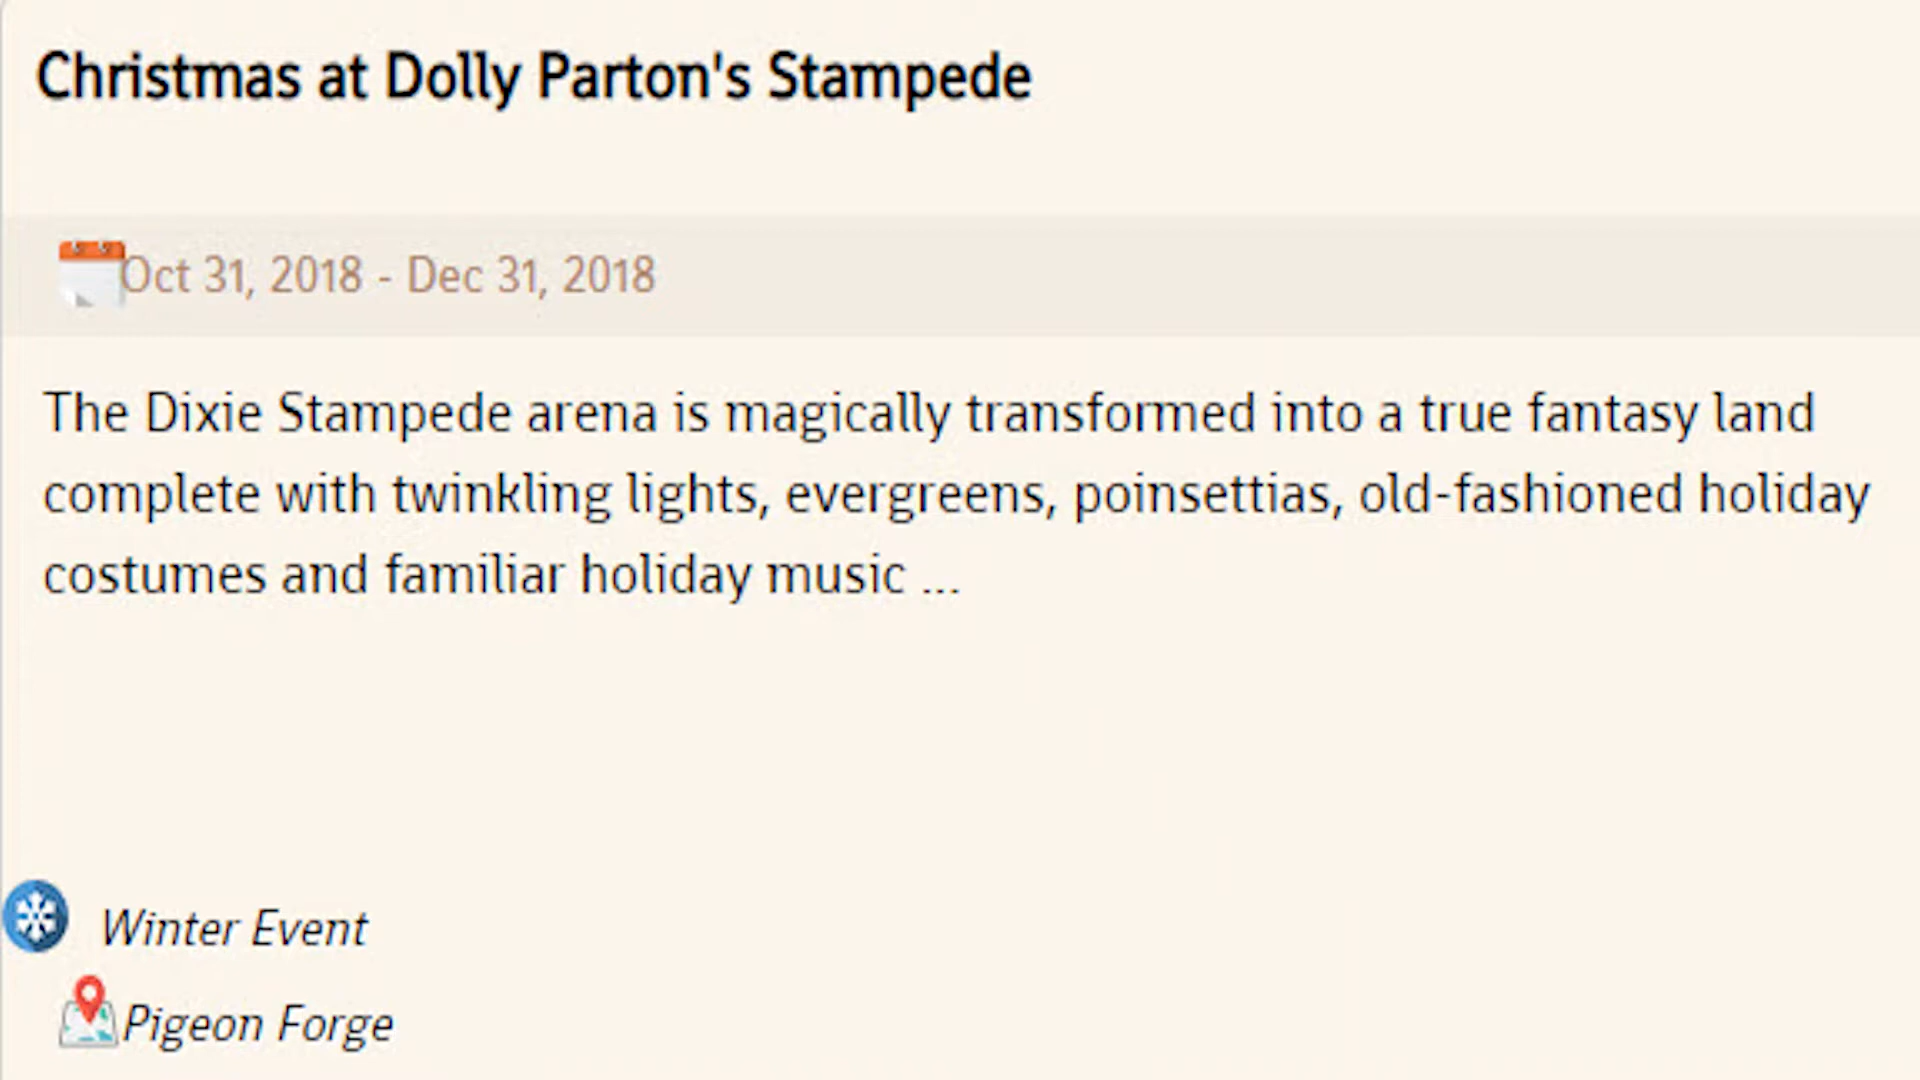 Christmas at Dolly Parton's Stampede
Oct 31, 2018 - Dec 31, 2018
The Dixie Stampede arena is magically transformed into a true fantasy land
complete with twinkling lights, evergreens, poinsettias, old-fashioned holiday
costumes and familiar holiday music ...
Winter Event
Pigeon Forge